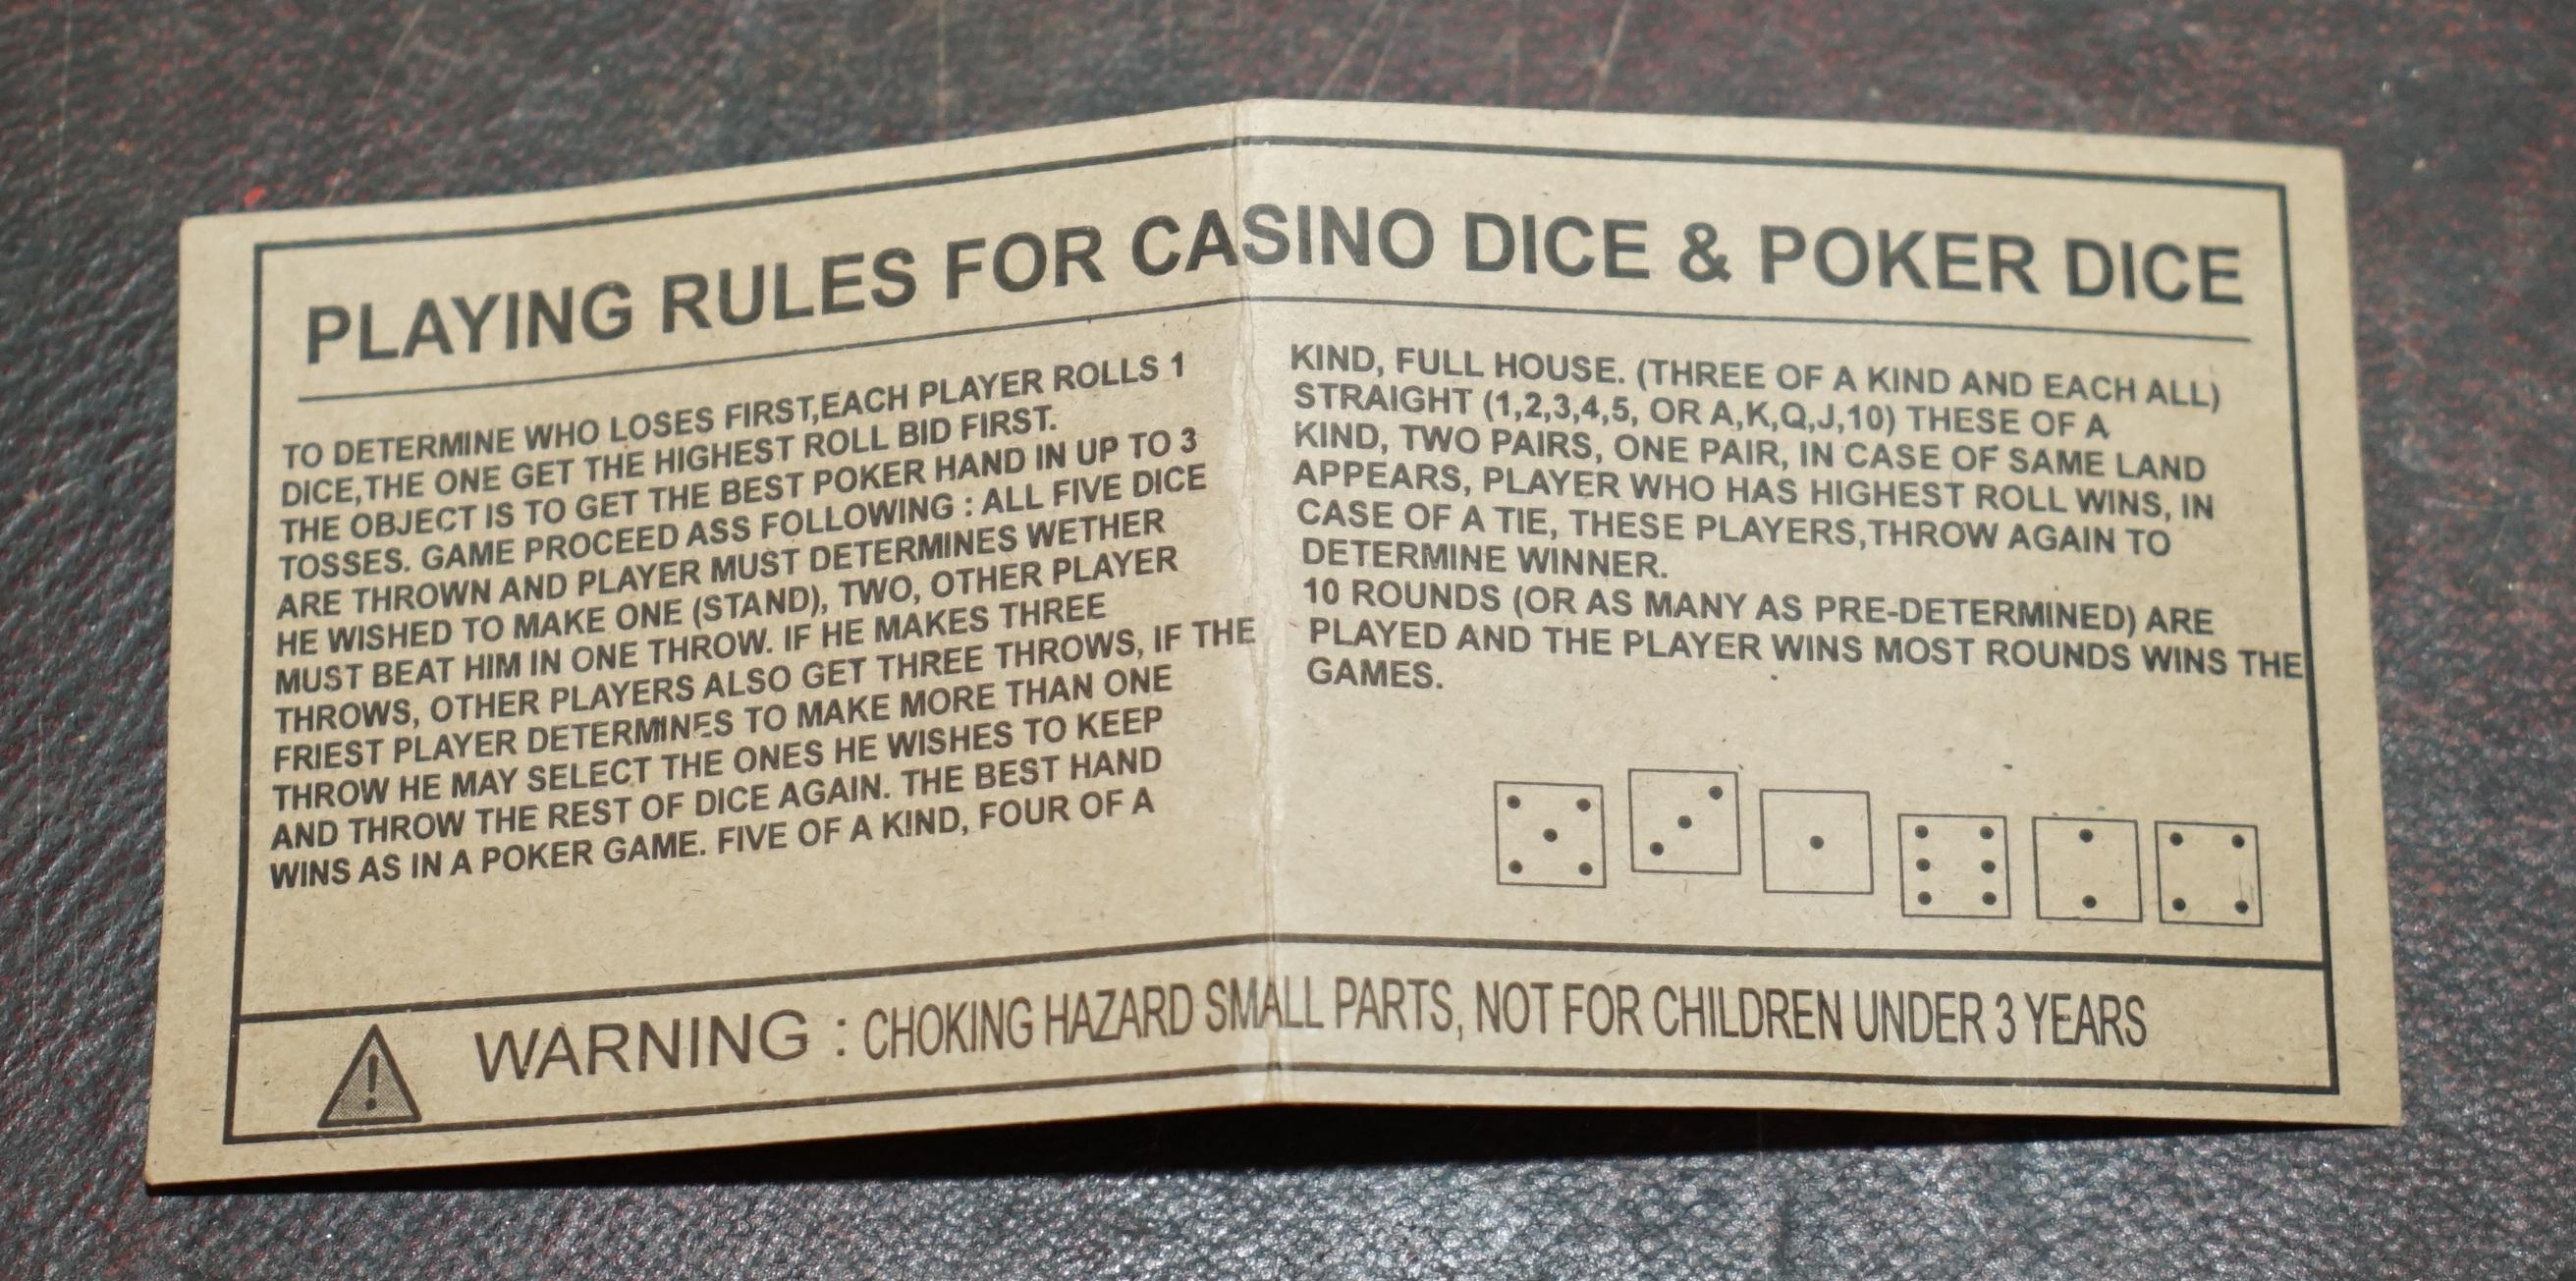 PLAYING RULES FOR CASINO DICE & POKER DICE
TO DETERMINE WHO LOSES FIRST,EACH PLAYER ROLLS 1
DICE,THE ONE GET THE HIGHEST ROLL BID FIRST.
THE OBJECT IS TO GET THE BEST POKER HAND IN UP TO 3
TOSSES. GAME PROCEED ASS FOLLOWING : ALL FIVE DICE
ARE THROWN AND PLAYER MUST DETERMINES WETHER
HE WISHED TO MAKE ONE (STAND), TWO, OTHER PLAYER
MUST BEAT HIM IN ONE THROW. IF HE MAKES THREE
THROWS, OTHER PLAYERS ALSO GET THREE THROWS, IF THE
FRIEST PLAYER DETERMINES TO MAKE MORE THAN ONE
THROW HE MAY SELECT THE ONES HE WISHES TO KEEP
AND THROW THE REST OF DICE AGAIN. THE BEST HAND
WINS AS IN A POKER GAME. FIVE OF A KIND, FOUR OF A
KIND, FULL HOUSE. (THREE OF A KIND AND EACH ALL)
STRAIGHT (1,2,3,4,5, OR A,K,Q,J,10) THESE OF A
KIND, TWO PAIRS, ONE PAIR, IN CASE OF SAME LAND
APPEARS, PLAYER WHO HAS HIGHEST ROLL WINS, IN
CASE OF A TIE, THESE PLAYERS,THROW AGAIN TO
DETERMINE WINNER.
10 ROUNDS (OR AS MANY AS PRE-DETERMINED) ARE
PLAYED AND THE PLAYER WINS MOST ROUNDS WINS THE
GAMES.
WARNING : CHOKING HAZARD SMALL PARTS, NOT FOR CHILDREN UNDER 3 YEARS